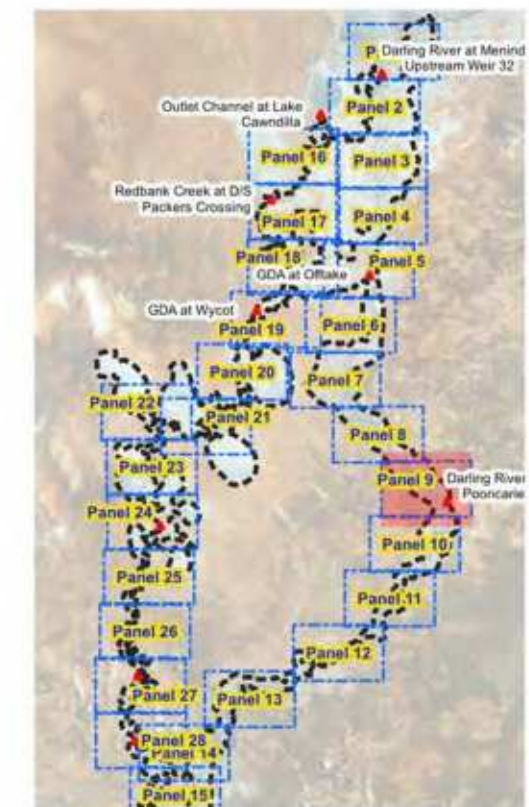 P
Darling River at Menind
Upstream Weir 32
Panel 2
Outlet Channel at Lake
Cawndilla
Panel 16
Panel 3
Redbank Creek at D/S
Packers Crossing
Panel 17
Panel 4
Panel 18
Panel 5
GDA at Offtake
GDA at Wycot
Panel 19
Panel 6
Panel 20
Panel 7
Panel 22
Panel 21
Panel 8
Panel 23
Panel 9
Darling River
Pooncarie
Panel 24
Panel 10
Panel 25
Panel 11
Panel 26
Panel 12
Panel 27
Panel 13
Panel 28
Panel 14
Panel 15